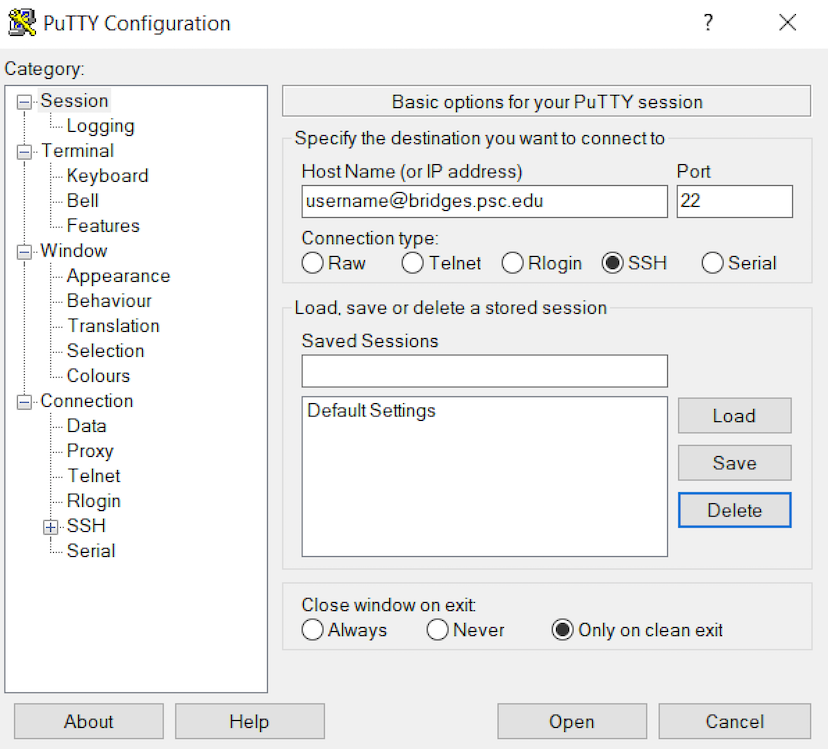 PuTTY Configuration ?
Category:
Session
Logging
Terminal
Keyboard
Bell
Features
Window
Appearance
Behaviour
Translation
Selection
Colours
Connection
Data
Proxy
Telnet
Rlogin
SSH
Serial
Basic options for your PuTTY session
Specify the destination you want to connect to
Host Name (or IP address) Port
username@bridges.psc.edu 22
Connection type:
Raw Telnet Rlogin SSH Serial
Load, save or delete a stored session
Saved Sessions
Default Settings
Load
Save
Delete
Close window on exit:
Always Never Only on clean exit
About Help Open Cancel